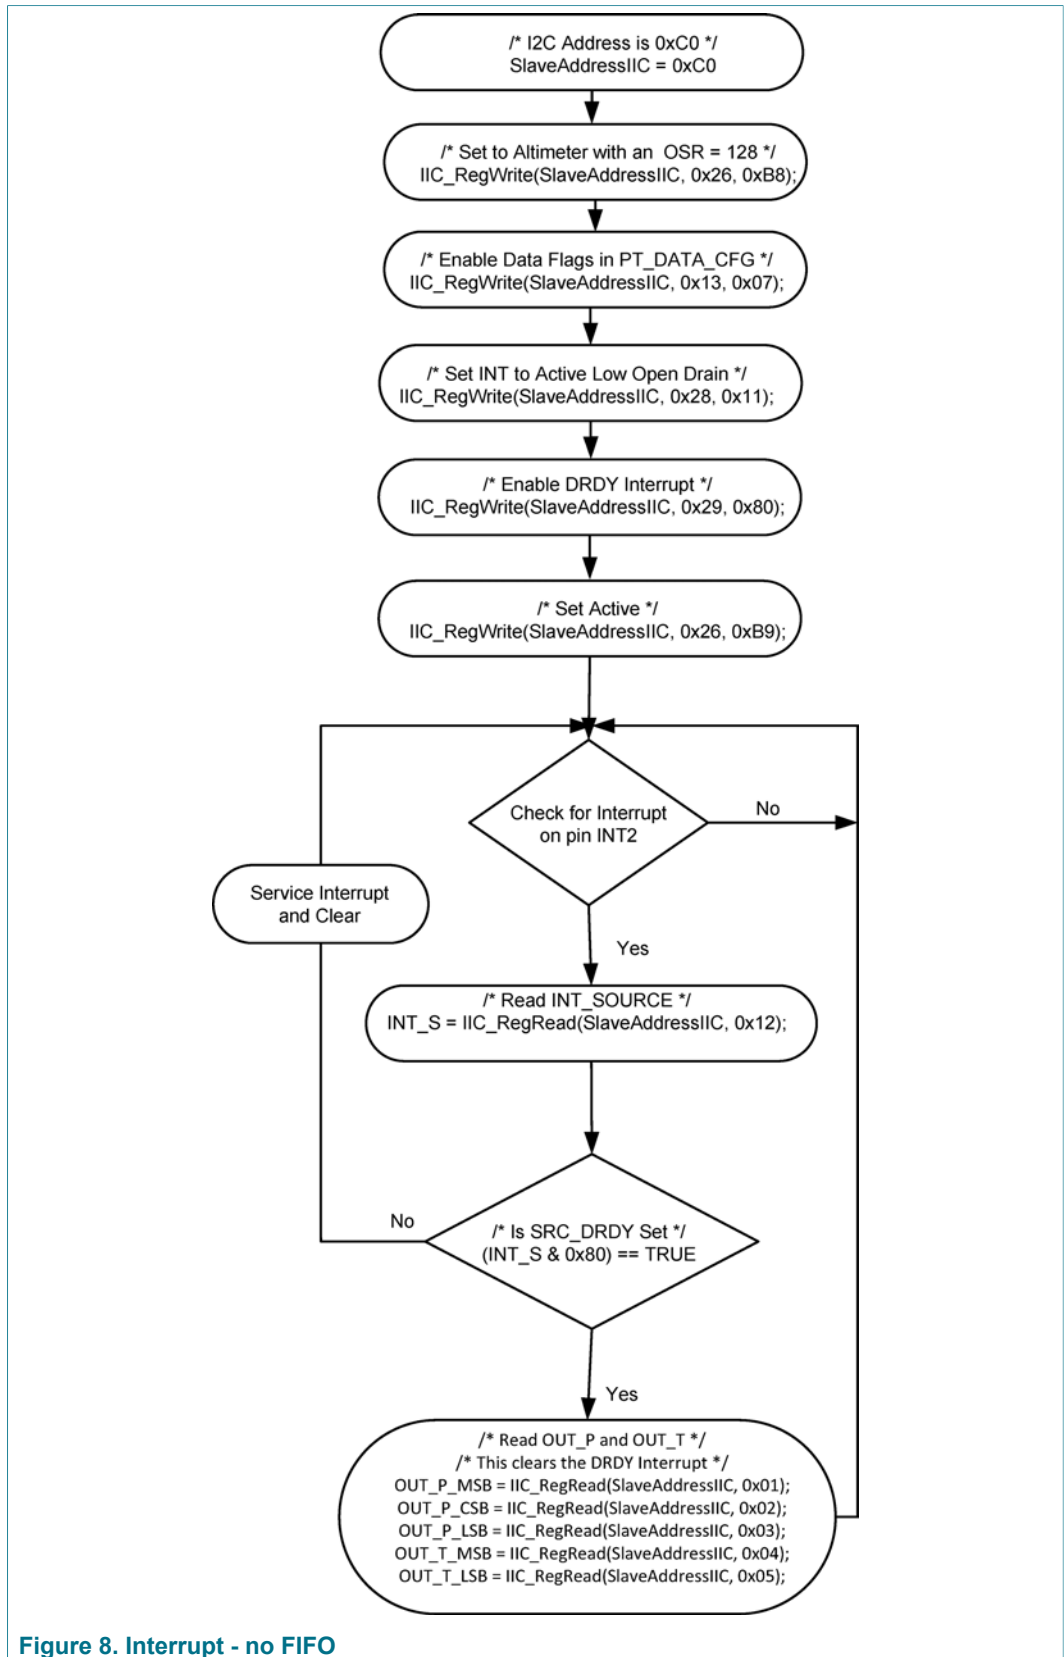 /* I2C Address is 0xC0 */
SlaveAddressIIC = 0xC0
/* Set to Altimeter with an OSR = 128 */
IIC_RegWrite(SlaveAddressIIC, 0x26, 0xB8);
/* Enable Data Flags in PT_DATA_CFG */
IIC_RegWrite(SlaveAddressIIC, 0x13, 0x07);
/* Set INT to Active Low Open Drain */
IIC_RegWrite(SlaveAddressIIC, 0x28, 0x11);
/* Enable DRDY Interrupt */
IIC_RegWrite(SlaveAddressIIC, 0x29, 0x80);
/* Set Active */
IIC_RegWrite(SlaveAddressIIC, 0x26, 0xB9);
Check for Interrupt
on pin INT2
No
Service Interrupt
and Clear
Yes
/* Read INT_SOURCE */
INT_S = IIC_RegRead(SlaveAddressIIC, 0x12);
No
/* Is SRC_DRDY Set */
(INT_S & 0x80) == TRUE
Yes
/* Read OUT_P and OUT_T */
/* This clears the DRDY Interrupt */
OUT_P_MSB = IIC_RegRead(SlaveAddressIIC, 0x01);
OUT_P_CSB = IIC_RegRead(SlaveAddressIIC, 0x02);
OUT_P_LSB = IIC_RegRead(SlaveAddressIIC, 0x03);
OUT_T_MSB = IIC_RegRead(SlaveAddressIIC, 0x04);
OUT_T_LSB = IIC_RegRead(SlaveAddressIIC, 0x05);
Figure 8. Interrupt - no FIFO